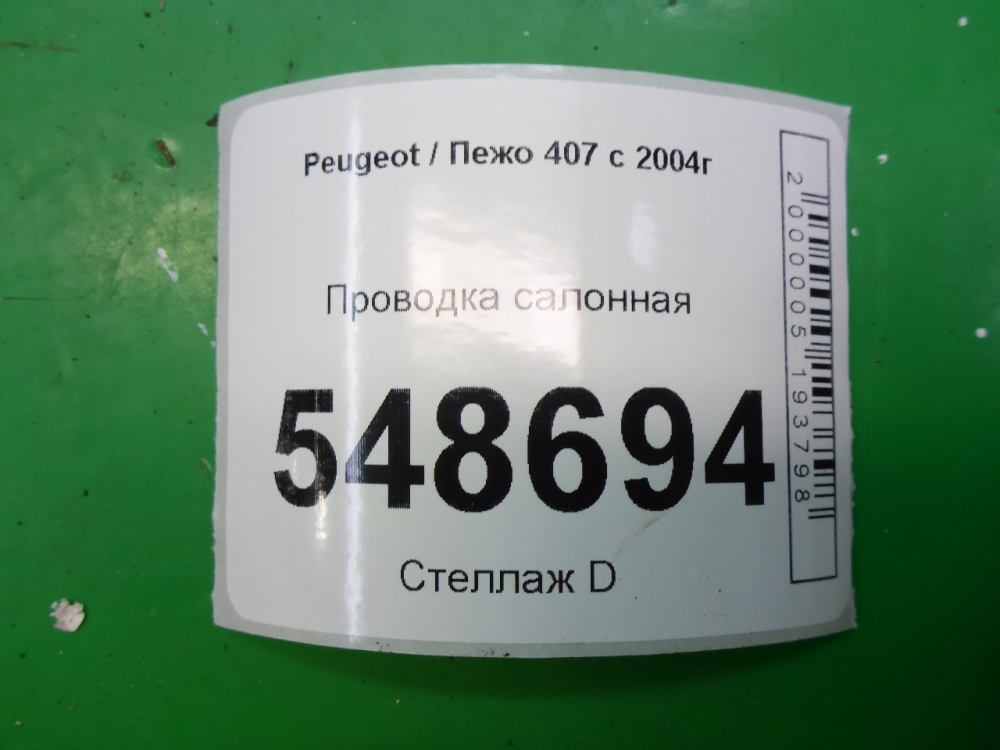 Peugeot / Пежо 407 с 2004г
Проводка салонная
548694
Стеллаж D
2000005193798